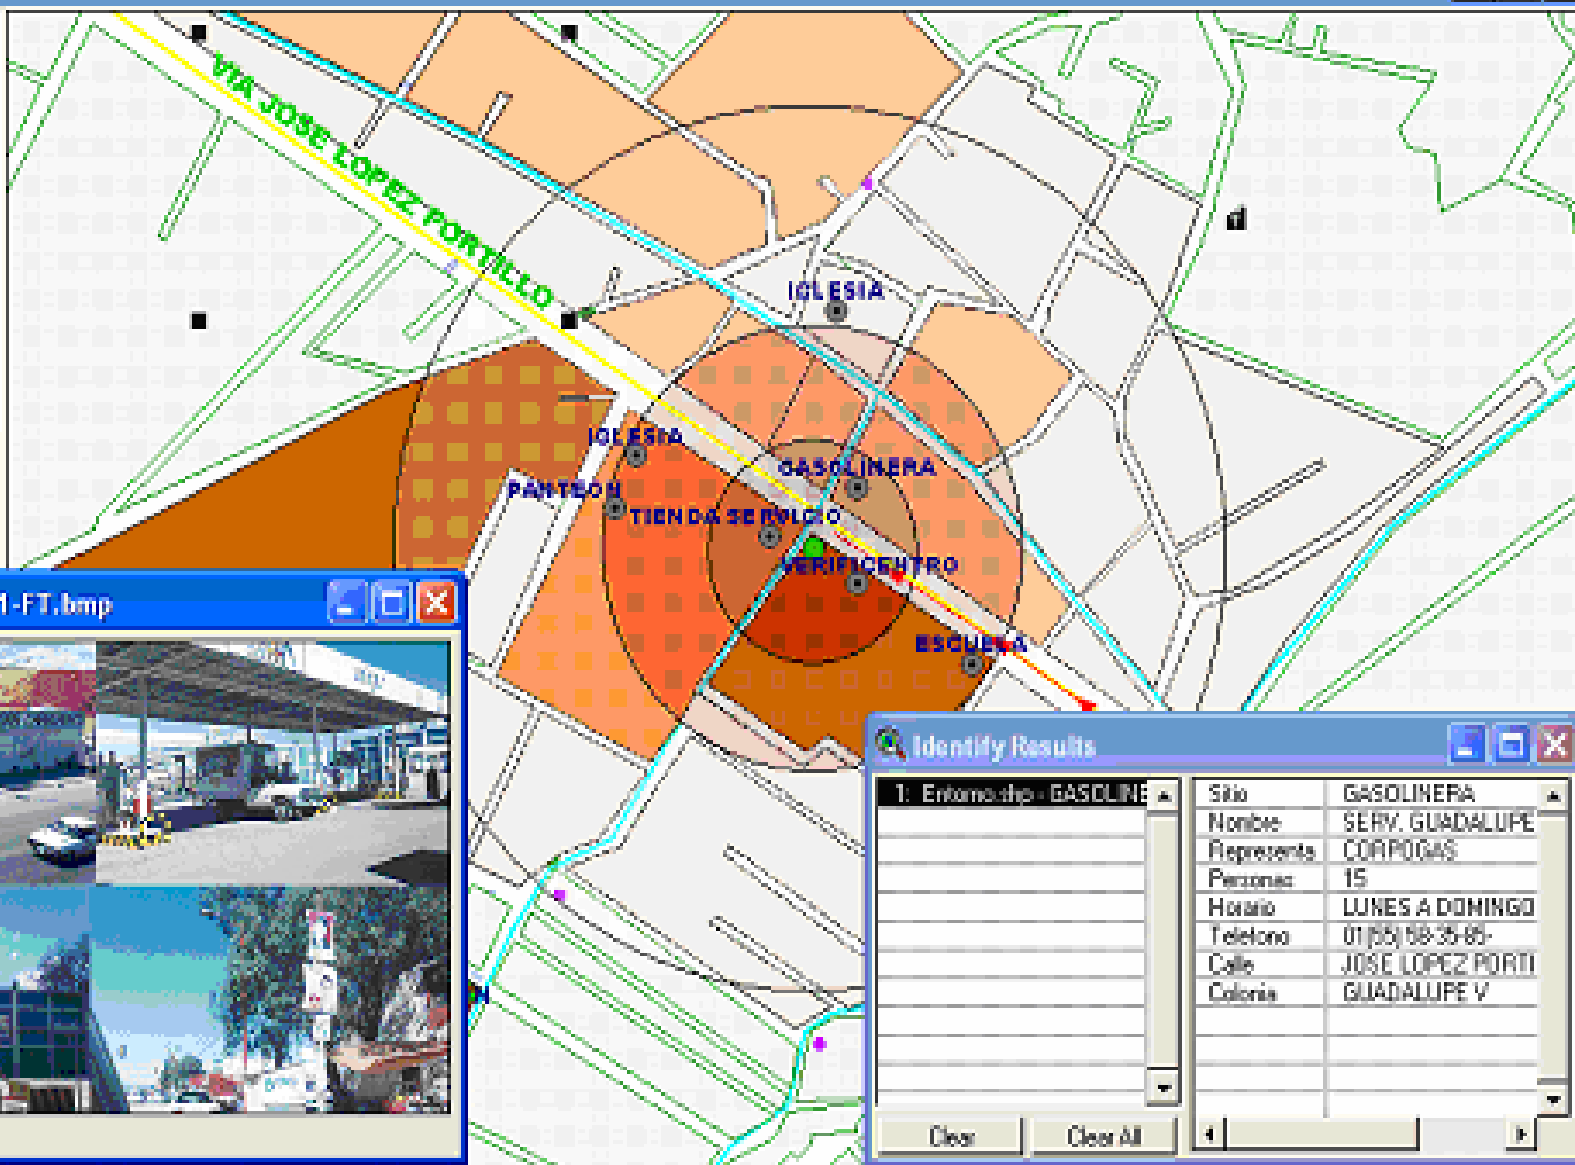 VIA JOSE LOPEZ PORTILLO
d
IGLESIA
IGLESIA
GASOLINERA
PANTEON
TIENDA SERVICIO
VERIFICENTRO
ESCUELA
1-FT.bmp
N
Identify Results
1: Entorno.shp - GASOLINE
Sitio GASOLINERA
Nombre SERV. GUADALUPE
Representa CORPOGAS
Personas 15
Horario LUNES A DOMINGO
Telefono 01(55) 58-35-85-
Calle JOSE LOPEZ PORTI
Colonia GUADALUPE V
Clear
Clear All